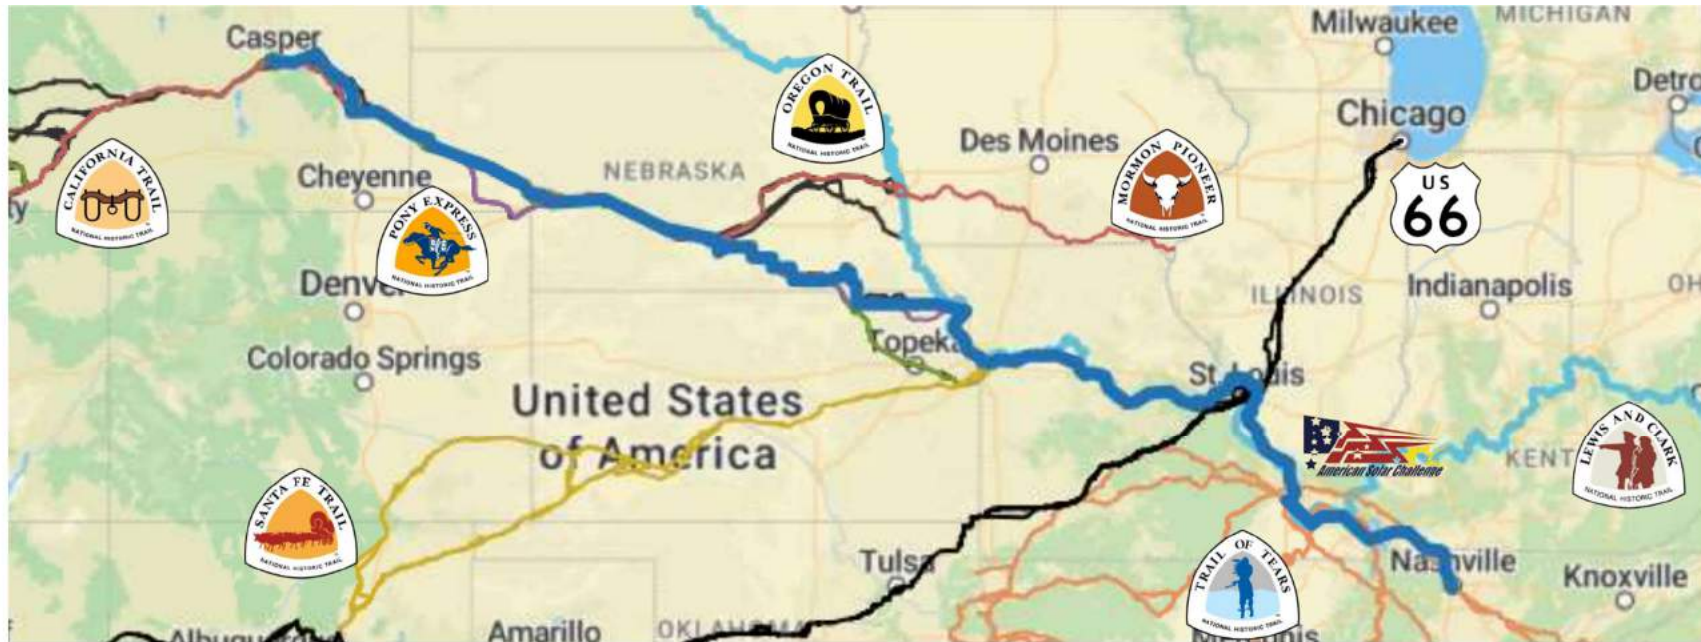 Casper
Milwaukee
MICHIGAN
Detro
Chicago
OREGON TRAIL
NATIONAL HISTORIC TRAIL
Des Moines
MORMON PIONEER
NATIONAL HISTORIC TRAIL
US
66
CALIFORNIA TRAIL
NATIONAL HISTORIC TRAIL
ty
Cheyenne
NEBRASKA
PONY EXPRESS
NATIONAL HISTORIC TRAIL
Denver
ILLINOIS
Indianapolis
OH
Colorado Springs
Topeka
St. Louis
United States
of America
American Solar Challenge
KENT
LEWIS AND CLARK
NATIONAL HISTORIC TRAIL
SANTA FE TRAIL
NATIONAL HISTORIC TRAIL
Tulsa
TRAIL OF TEARS
NATIONAL HISTORIC TRAIL
Nashville
Knoxville
Albuquerque
Amarillo
OKLAHOMA
Memphis